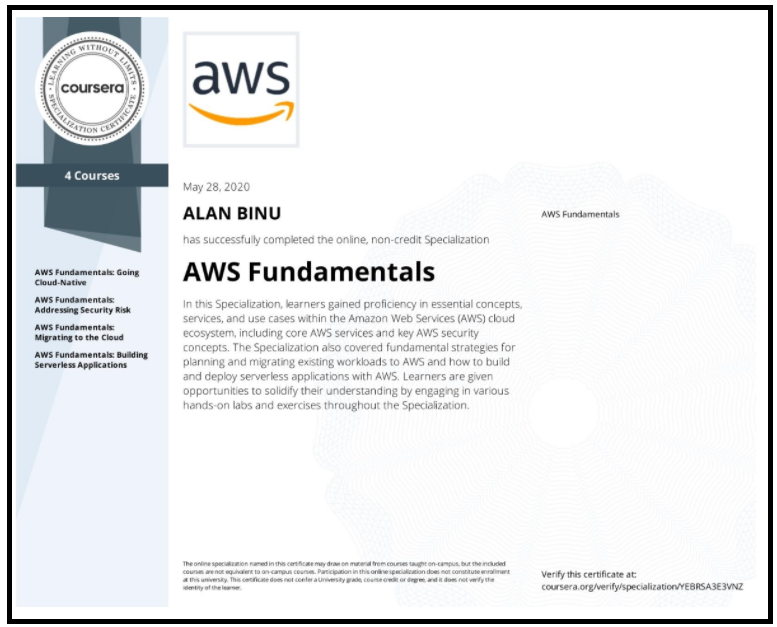 LEARNING WITHOUT LIMITS
coursera
SPECIALIZATION CERTIFICATE
4 Courses
AWS Fundamentals: Going
Cloud-Native
AWS Fundamentals:
Addressing Security Risk
AWS Fundamentals:
Migrating to the Cloud
AWS Fundamentals: Building
Serverless Applications
aws
May 28, 2020
ALAN BINU
has successfully completed the online, non-credit Specialization
AWS Fundamentals
In this Specialization, learners gained proficiency in essential concepts,
services, and use cases within the Amazon Web Services (AWS) cloud
ecosystem, including core AWS services and key AWS security
concepts. The Specialization also covered fundamental strategies for
planning and migrating existing workloads to AWS and how to build
and deploy serverless applications with AWS. Learners are given
opportunities to solidify their understanding by engaging in various
hands-on labs and exercises throughout the Specialization.
AWS Fundamentals
The online specialization named in this certificate may draw on material from courses taught on-campus, but the included
courses are not equivalent to on-campus courses. Participation in this online specialization does not constitute enrollment
at this university. This certificate does not confer a University grade, course credit or degree, and it does not verify the
identity of the learner.
Verify this certificate at:
coursera.org/verify/specialization/YEBRSA3E3VNZ